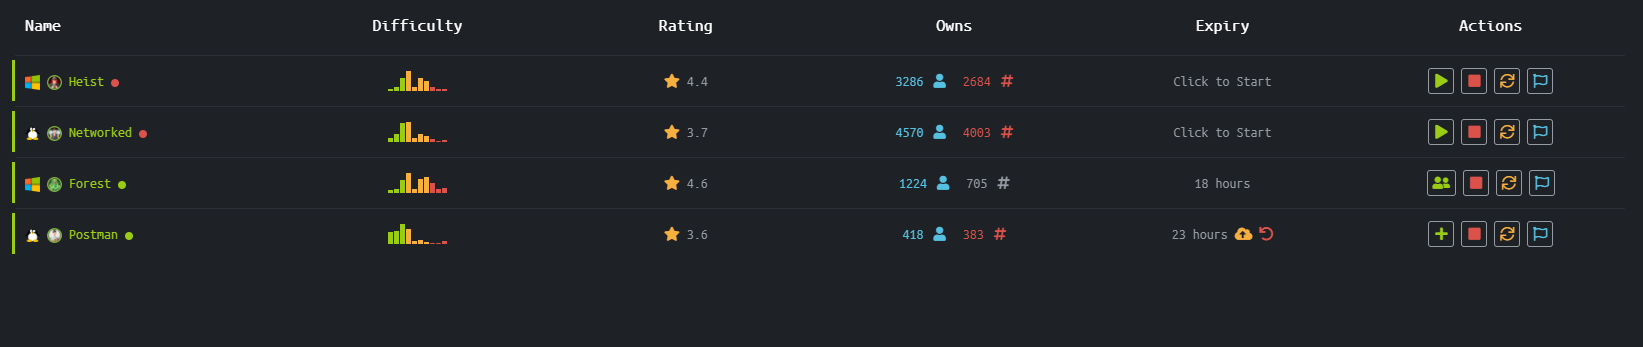 Name Difficulty Rating Owns Expiry Actions
Heist 4.4 3286 2684 # Click to Start
Networked 3.7 4570 4003 # Click to Start
Forest 4.6 1224 705 # 18 hours
Postman 3.6 418 383 # 23 hours